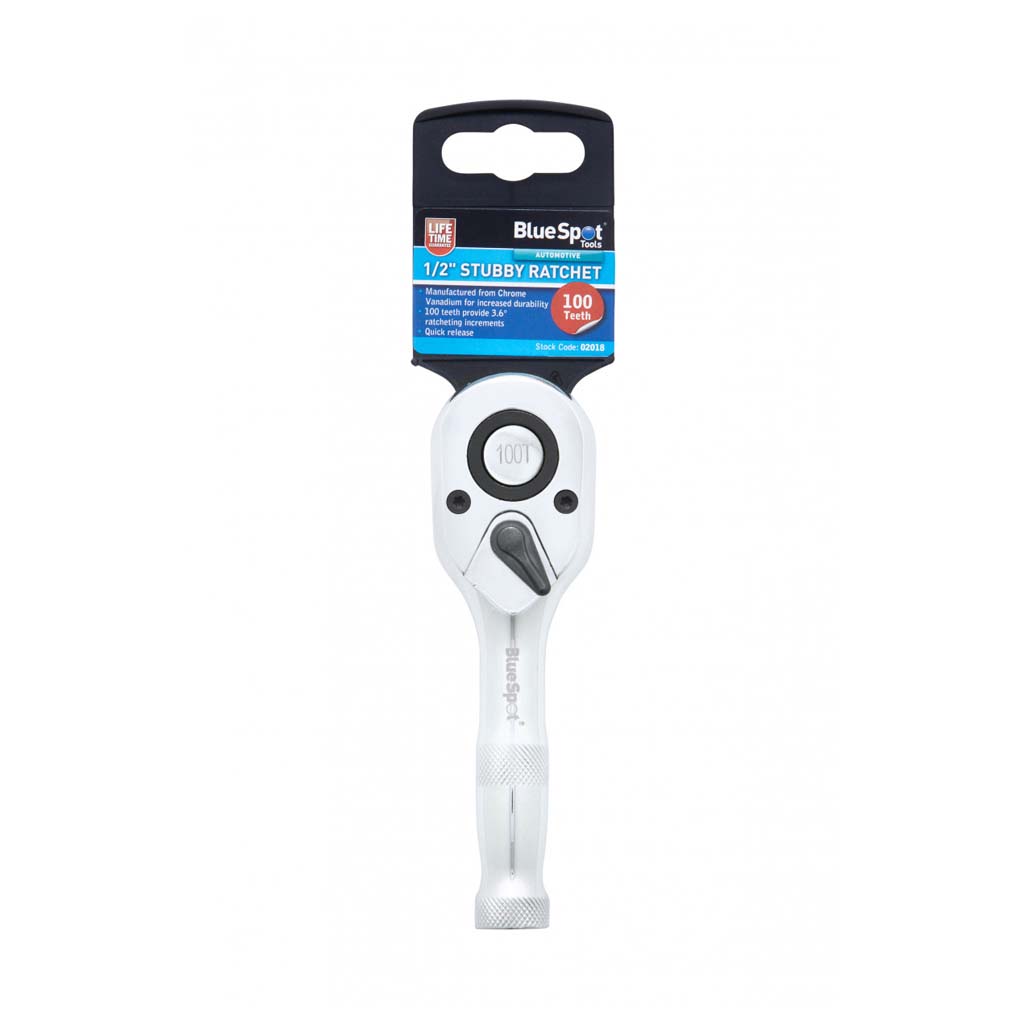 LIFE
TIME
GUARANTEE
BlueSpot®
Tools
AUTOMOTIVE
1/2" STUBBY RATCHET
· Manufactured from Chrome
Vanadium for increased durability
· 100 teeth provide 3.6°
ratcheting increments
· Quick release
100
Teeth
Stock Code: 02018
100T
BlueSpot®